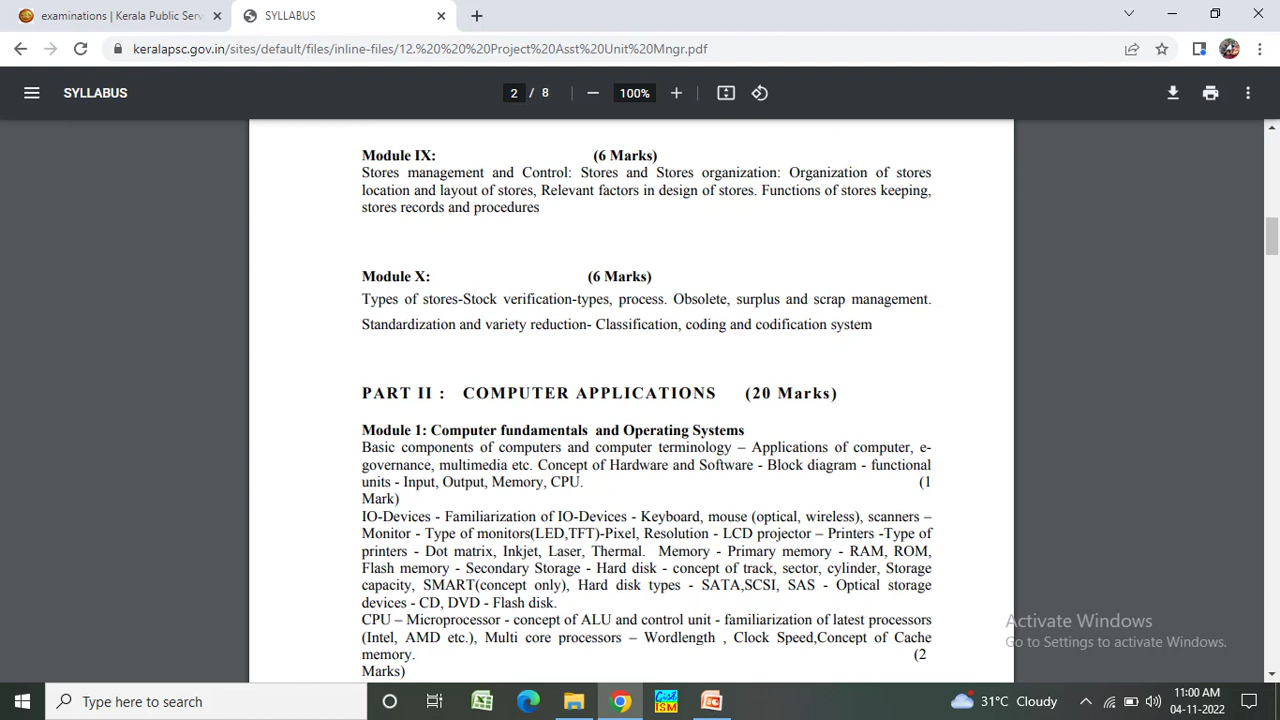 examinations | Kerala Public Serv
SYLLABUS
keralapsc.gov.in/sites/default/files/inline-files/12.%20%20%20Project%20Asst%20Unit%20Mngr.pdf
SYLLABUS
2 / 8
100%
Module IX: (6 Marks)
Stores management and Control: Stores and Stores organization: Organization of stores
location and layout of stores, Relevant factors in design of stores. Functions of stores keeping,
stores records and procedures
Module X: (6 Marks)
Types of stores-Stock verification-types, process. Obsolete, surplus and scrap management.
Standardization and variety reduction- Classification, coding and codification system
PART II : COMPUTER APPLICATIONS (20 Marks)
Module 1: Computer fundamentals and Operating Systems
Basic components of computers and computer terminology – Applications of computer, e-
governance, multimedia etc. Concept of Hardware and Software - Block diagram - functional
units - Input, Output, Memory, CPU. (1
Mark)
IO-Devices - Familiarization of IO-Devices - Keyboard, mouse (optical, wireless), scanners –
Monitor - Type of monitors(LED,TFT)-Pixel, Resolution - LCD projector – Printers -Type of
printers - Dot matrix, Inkjet, Laser, Thermal. Memory - Primary memory - RAM, ROM,
Flash memory - Secondary Storage - Hard disk - concept of track, sector, cylinder, Storage
capacity, SMART(concept only), Hard disk types - SATA,SCSI, SAS - Optical storage
devices - CD, DVD - Flash disk.
CPU – Microprocessor - concept of ALU and control unit - familiarization of latest processors
(Intel, AMD etc.), Multi core processors – Wordlength , Clock Speed,Concept of Cache
memory. (2
Marks)
Activate Windows
Go to Settings to activate Windows.
Type here to search
Gist
ISM
31°C Cloudy
11:00 AM
04-11-2022